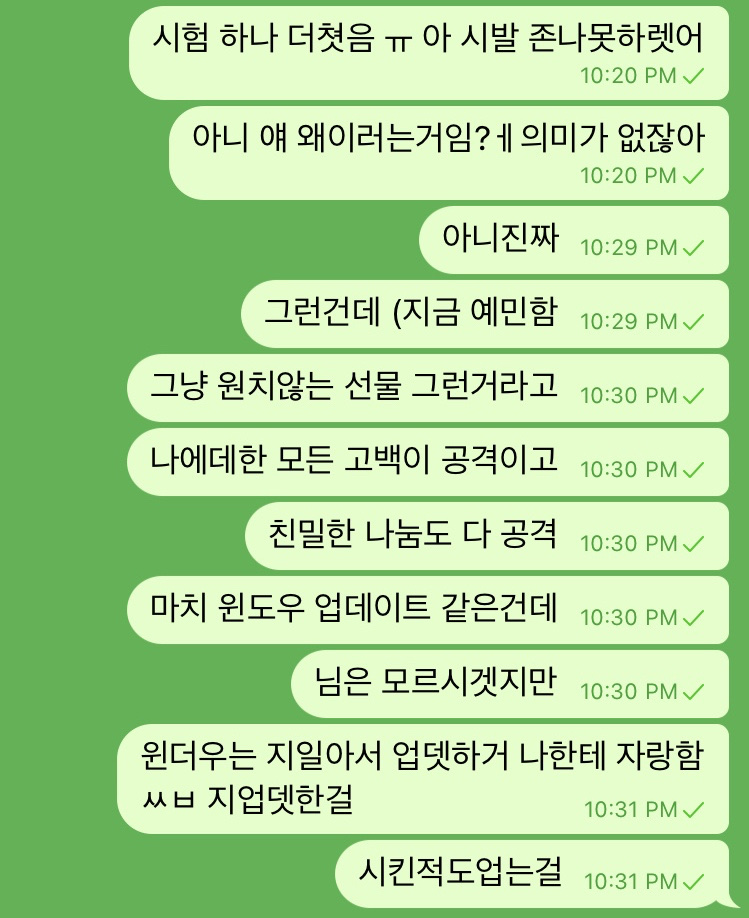 시험 하나 더쳤음 ㅠ 아 시발 존나못하렛어
10:20 PM
아니 얘 왜이러는거임?ㅔ 의미가 없잖아
10:20 PM
아니진짜 10:29 PM
그런건데 (지금 예민함 10:29 PM
그냥 원치않는 선물 그런거라고 10:30 PM
나에데한 모든 고백이 공격이고 10:30 PM
친밀한 나눔도 다 공격 10:30 PM
마치 윈도우 업데이트 같은건데 10:30 PM
님은 모르시겟지만 10:30 PM
윈더우는 지일아서 업뎃하거 나한테 자랑함
ㅆㅂ 지업뎃한걸 10:31 PM
시킨적도업는걸 10:31 PM